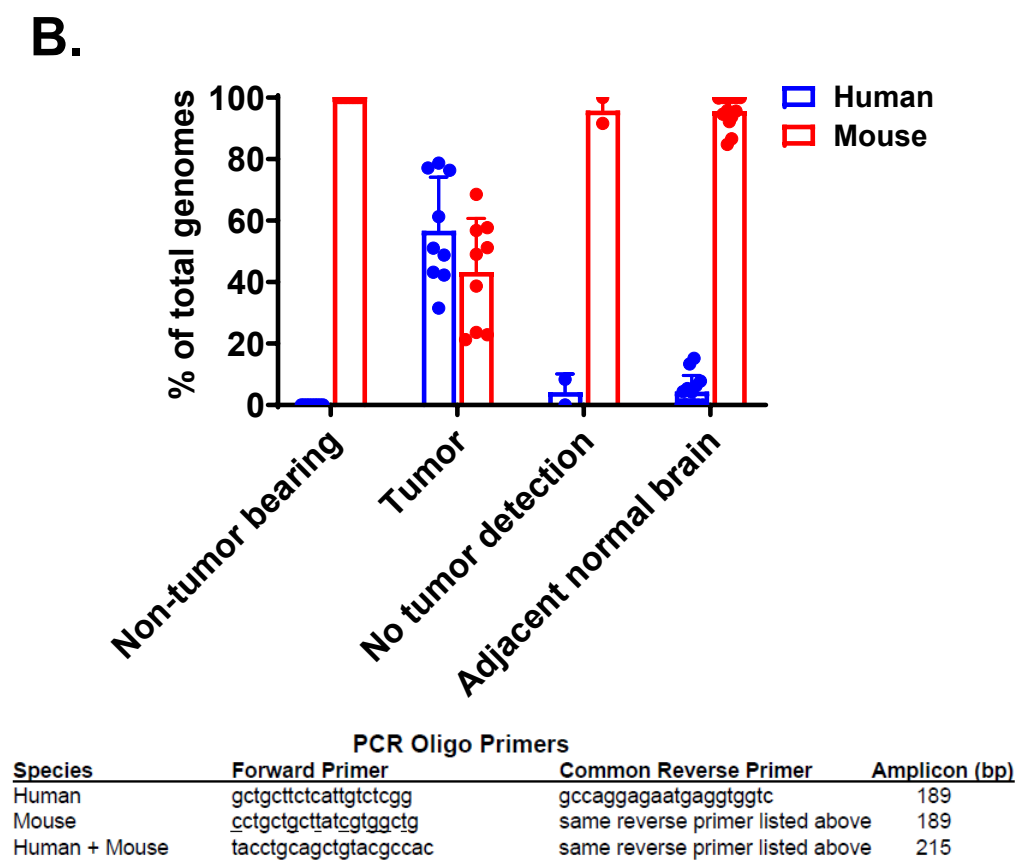 B.
% of total genomes
100
80
60
40
20
0
Human
Mouse
Non-tumor bearing
Tumor
No tumor detection
Adjacent normal brain
PCR Oligo Primers
Species Forward Primer Common Reverse Primer Amplicon (bp)
Human gctgcttctcattgtctcgg gccaggagaatgaggtggtc 189
Mouse cctgctgcttatcgtggctg same reverse primer listed above 189
Human + Mouse tacctgcagctgtacgccac same reverse primer listed above 215